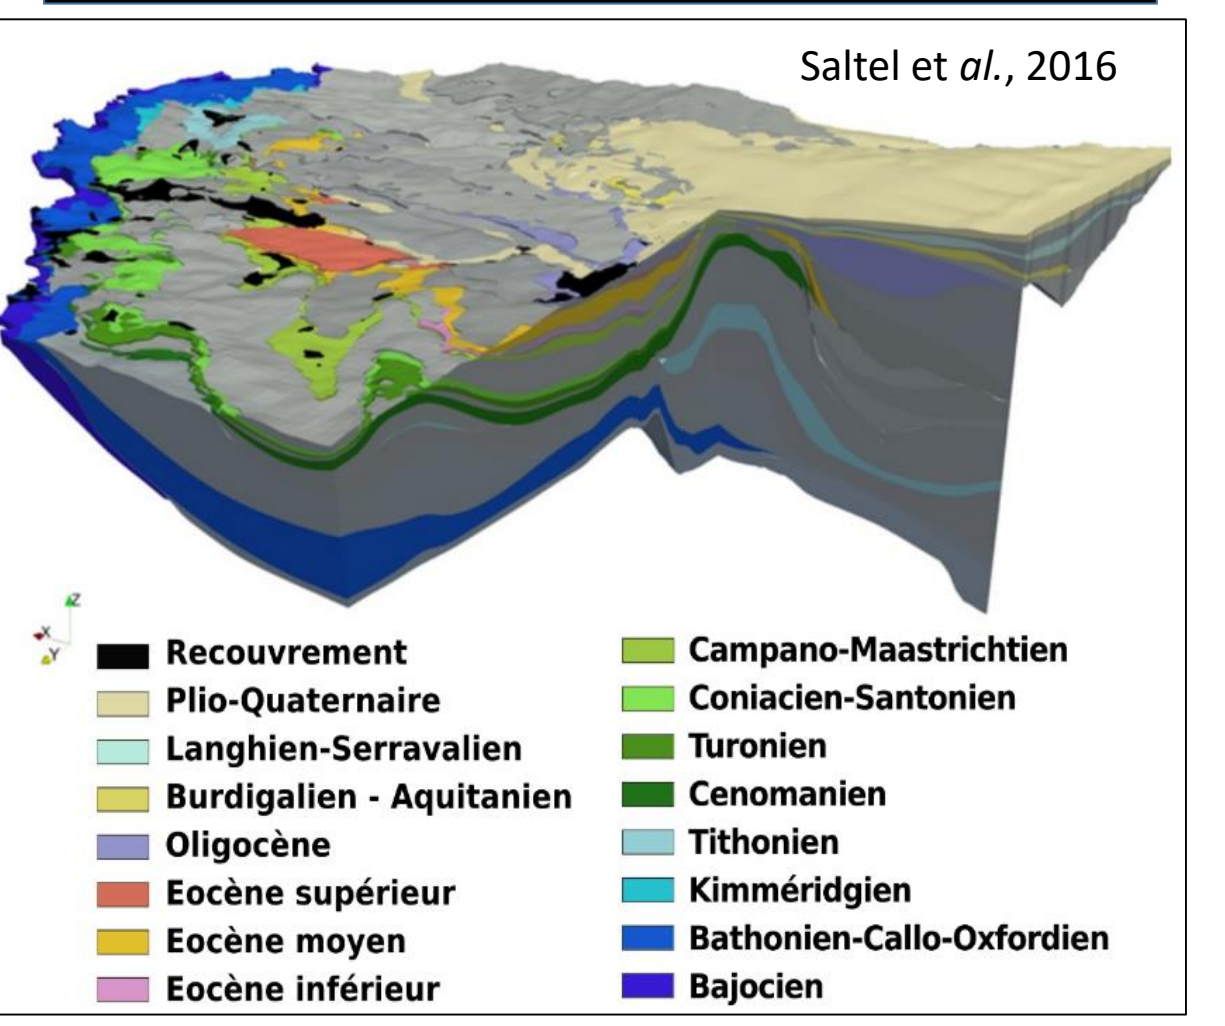 Saltel et al., 2016
Z
X
Y
Recouvrement
Plio-Quaternaire
Langhien-Serravalien
Burdigalien - Aquitanien
Oligocène
Eocène supérieur
Eocène moyen
Eocène inférieur
Campano-Maastrichtien
Coniacien-Santonien
Turonien
Cenomanien
Tithonien
Kimméridgien
Bathonien-Callo-Oxfordien
Bajocien